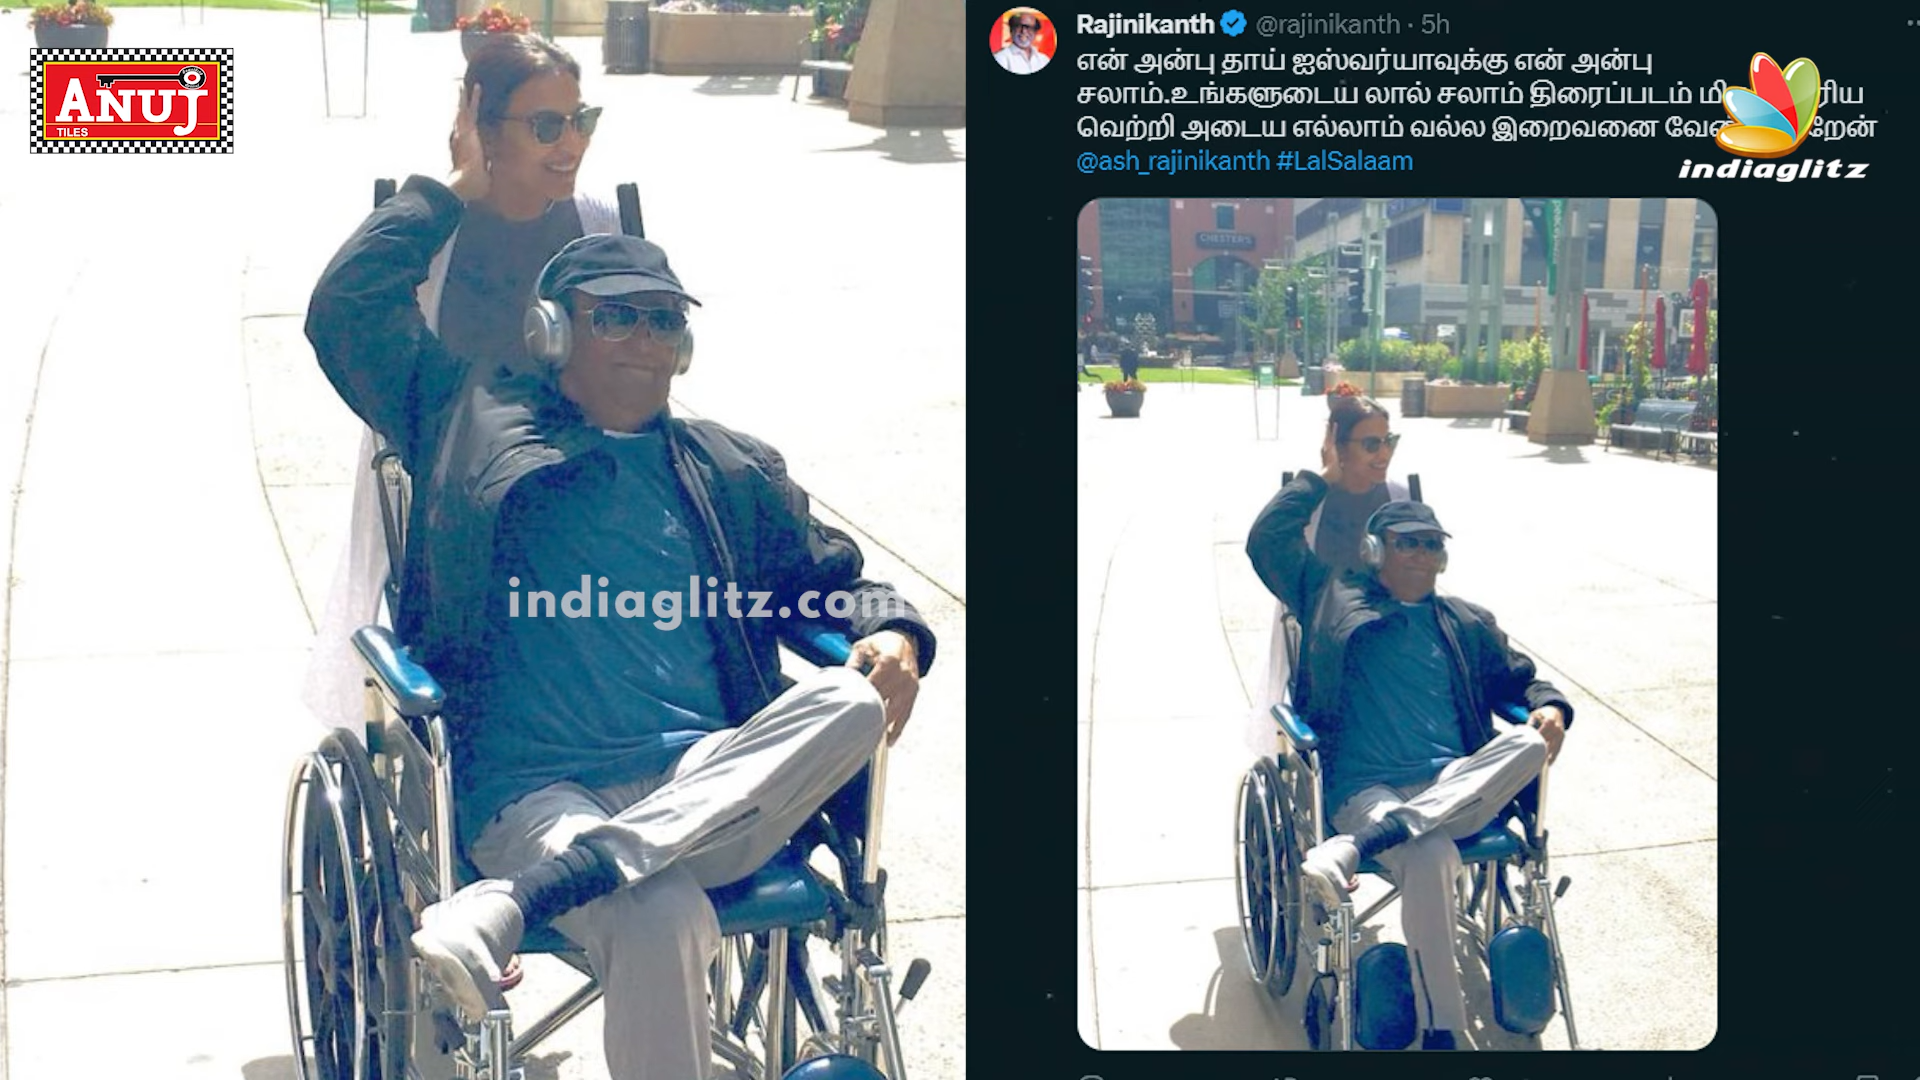 ANUJ
TILES
indiaglitz.com
Rajinikanth @rajinikanth · 5h
என் அன்பு தாய் ஐஸ்வர்யாவுக்கு என் அன்பு
சலாம்.உங்களுடைய லால் சலாம் திரைப்படம்
வெற்றி அடைய எல்லாம் வல்ல இறைவனை
@ash_rajinikanth #LalSalaam
indiaglitz
CHESTER'S